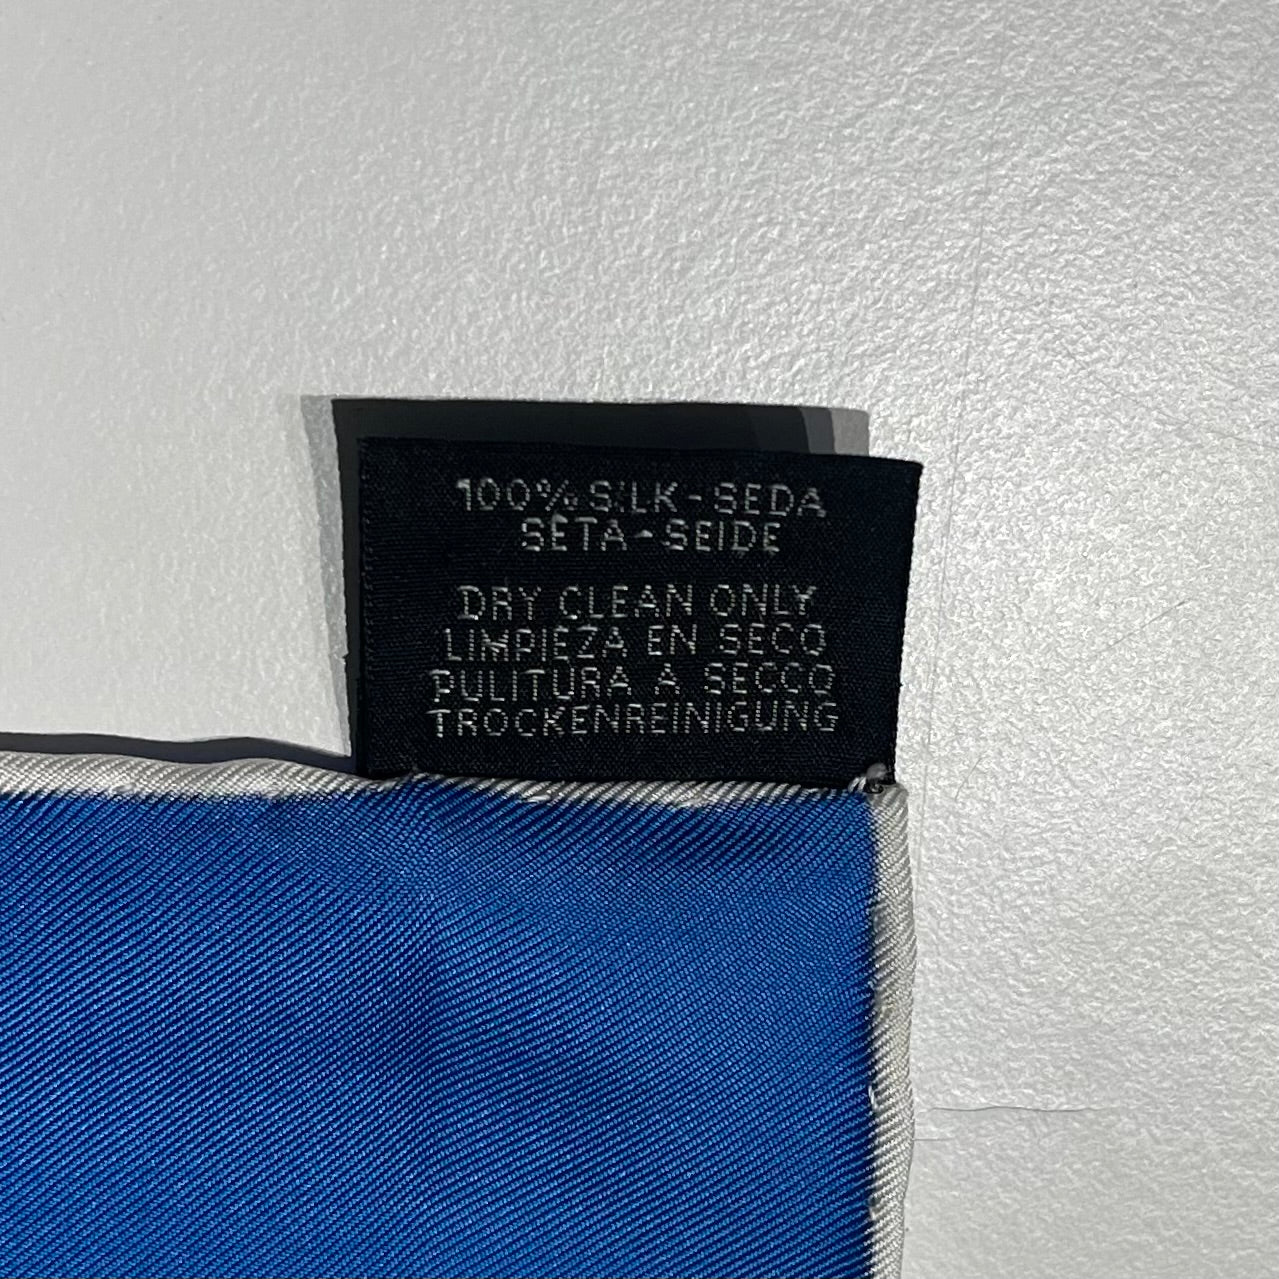 100% SILK-SEDA
SETA-SEIDE
DRY CLEAN ONLY
LIMPIEZA EN SECO
PULITURA A SECCO
TROCKENREINIGUNG